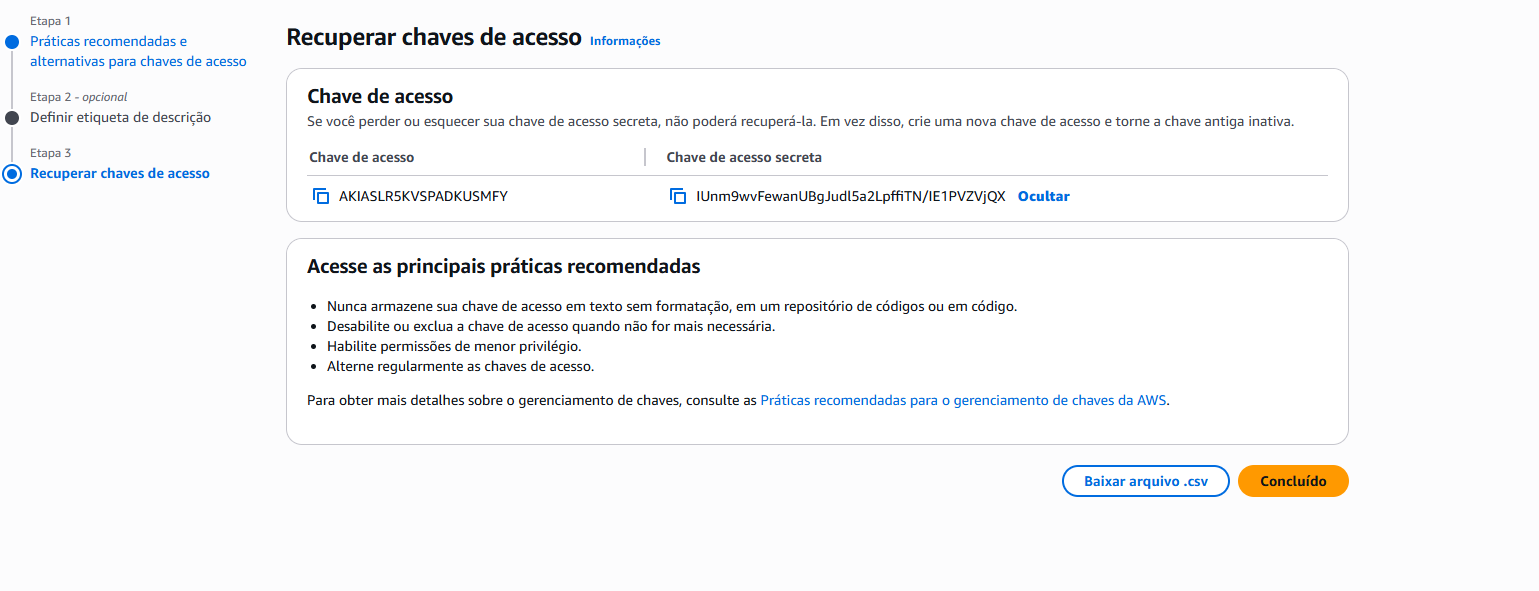 Etapa 1
Práticas recomendadas e
alternativas para chaves de acesso
Etapa 2 - opcional
Definir etiqueta de descrição
Etapa 3
Recuperar chaves de acesso
Recuperar chaves de acesso Informações
Chave de acesso
Se você perder ou esquecer sua chave de acesso secreta, não poderá recuperá-la. Em vez disso, crie uma nova chave de acesso e torne a chave antiga inativa.
Chave de acesso Chave de acesso secreta
AKIASLR5KVSPADKUSMFY Ocultar
Acesse as principais práticas recomendadas
• Nunca armazene sua chave de acesso em texto sem formatação, em um repositório de códigos ou em código.
• Desabilite ou exclua a chave de acesso quando não for mais necessária.
• Habilite permissões de menor privilégio.
• Alterne regularmente as chaves de acesso.
Para obter mais detalhes sobre o gerenciamento de chaves, consulte as Práticas recomendadas para o gerenciamento de chaves da AWS.
Baixar arquivo .csv Concluído